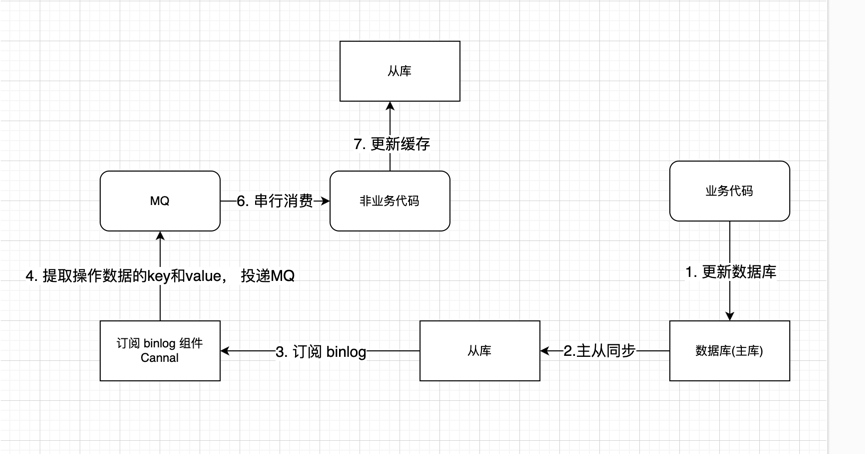 从库
7. 更新缓存
MQ
6. 串行消费
非业务代码
业务代码
4. 提取操作数据的key和value， 投递MQ
1. 更新数据库
订阅 binlog 组件
Cannal
3. 订阅 binlog
从库
2.主从同步
数据库(主库)